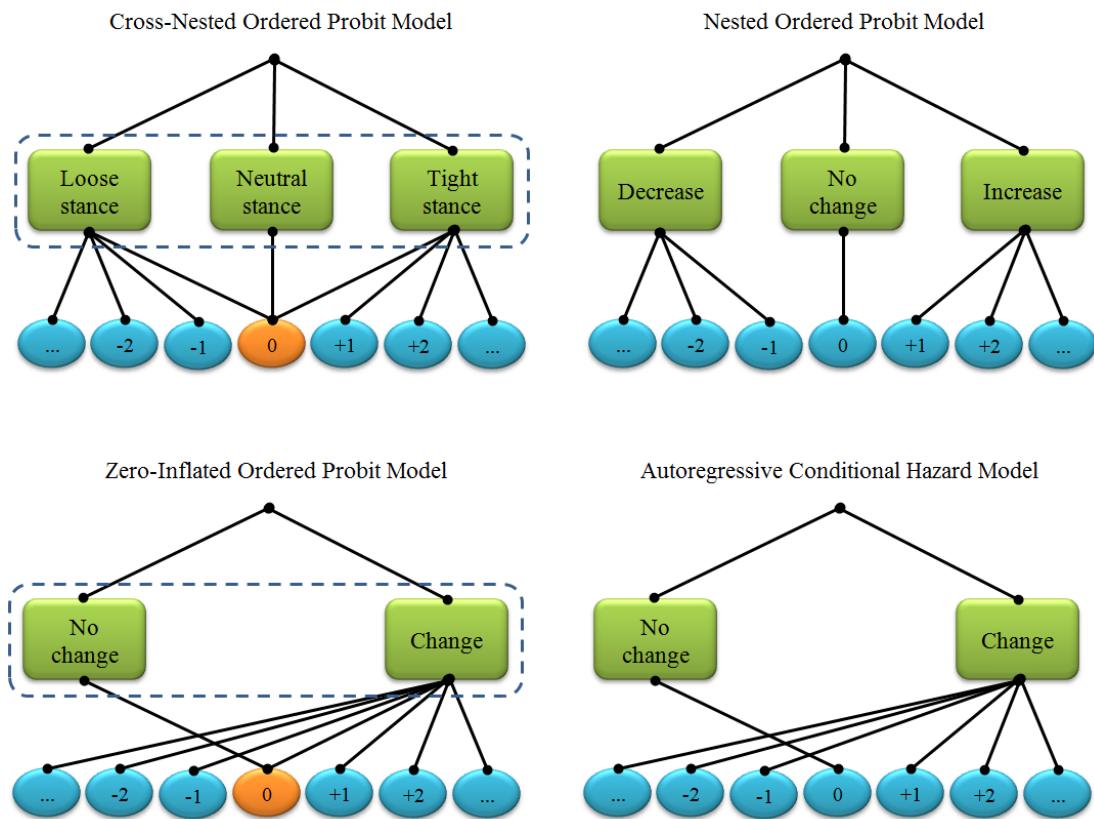 Cross-Nested Ordered Probit Model
Loose
stance
Neutral
stance
Tight
stance
... -2 -1 0 +1 +2 ...
Nested Ordered Probit Model
Decrease
No
change
Increase
... -2 -1 0 +1 +2 ...
Zero-Inflated Ordered Probit Model
No
change
Change
... -2 -1 0 +1 +2 ...
Autoregressive Conditional Hazard Model
No
change
Change
... -2 -1 0 +1 +2 ...